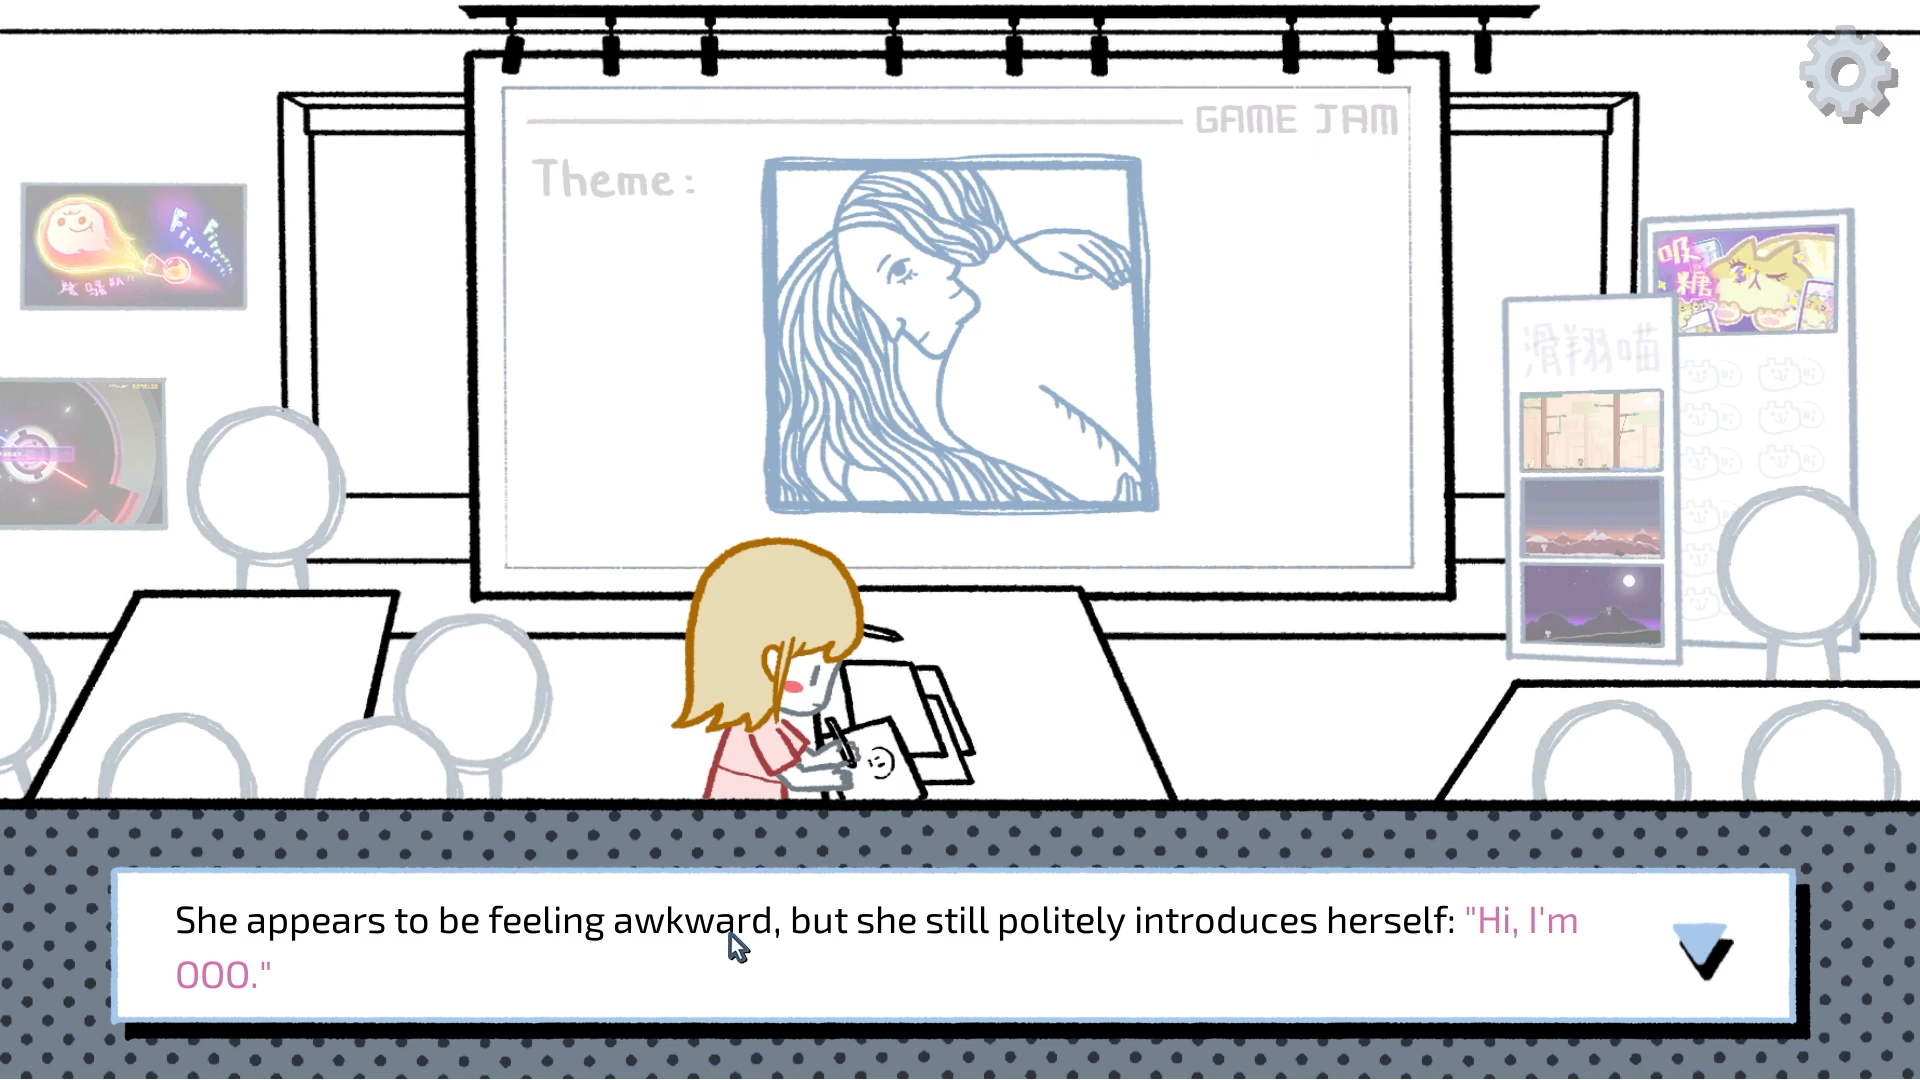 GAME JAM
Theme:
Firrrrrr
吸
糖
滑翔喵
She appears to be feeling awkward, but she still politely introduces herself: "Hi, I'm
OOO."